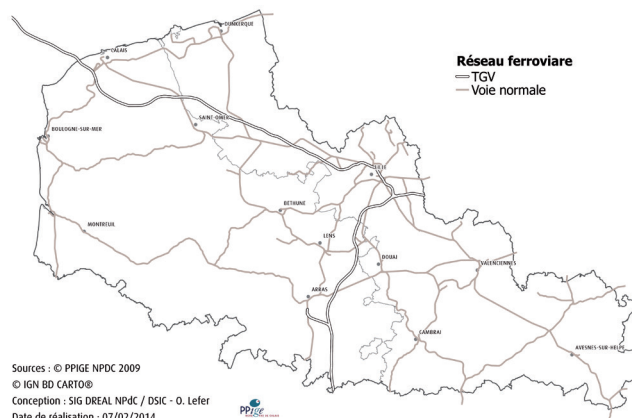 DUNKERQUE
CALAIS
Réseau ferroviaire
TGV
Voie normale
SAINT-OMER
BOULOGNE-SUR-MER
LILLE
BETHUNE
MONTREUIL
LENS
DOUAI
VALENCIENNES
ARRAS
CAMBRAI
AVESNES-SUR-HELPE
Sources : © PPIGE NPDC 2009
© IGN BD CARTO®
Conception : SIG DREAL NPdC / DSIC - O. Lefer
Date de réalisation : 07/02/2014
PPige